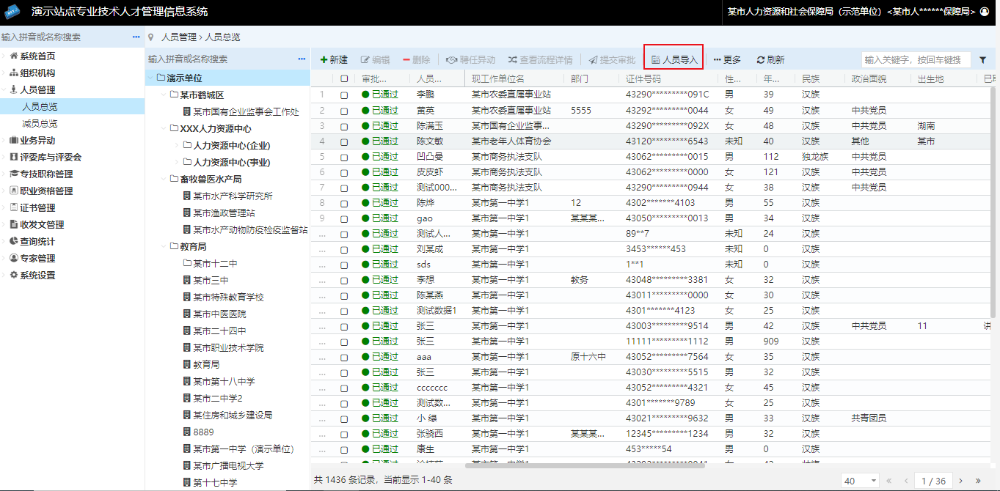 演示站点专业技术人才管理信息系统
某市人力资源和社会保障局（示范单位）<某市人******保障局>
输入拼音或名称搜索
系统首页
组织机构
人员管理
人员总览
减员总览
业务异动
评委库与评委会
专技职称管理
职业资格管理
证书管理
收发文管理
查询统计
专家管理
系统设置
人员管理 › 人员总览
输入拼音或名称搜索
演示单位
某市鹤城区
某市国有企业监事会工作处
XXX人力资源中心
人力资源中心(企业)
人力资源中心(事业)
畜牧兽医水产局
某市水产科学研究所
某市渔政管理站
某市水产动物防疫检疫监督站
教育局
某市十二中
某市三中
某市特殊教育学校
某市中医医院
某市二十四中
某市职业技术学院
教育局
某市第十八中学
某市二中学2
某住房和城乡建设局
8889
某市第一中学（演示单位）
某市广播电视大学
第十七中学
新建 编辑 删除 聘任异动 查看流程详情 提交审批 人员导入 更多 刷新 输入关键字，按回车键搜
审批... 人员... 现工作单位名 部门 证件号码 性... 年... 民族 政治面貌 出生地
1 已通过 李鹏 某市农委直属事业站 43290*********091C 男 39 汉族
2 已通过 董英 某市农委直属事业站 5555 43292*********0044 女 49 汉族 中共党员
3 已通过 陈满玉 某市国有企业监事... 43290*********092X 女 48 汉族 中共党员 湖南
4 已通过 陈文敏 某市老年人体育协会 43120*********6543 未知 40 汉族 其他 某市
5 已通过 凹凸曼 某市商务执法支队 43062*********0015 男 112 独龙族 中共党员
6 已通过 皮皮虾 某市商务执法支队 43062*********0000 女 121 汉族 中共党员
7 已通过 测试000... 某市商务执法支队 43290*********0944 女 38 汉族 中共党员
8 已通过 陈烨 某市第一中学1 12 4302*******4103 男 55 汉族
9 已通过 gao 某市第一中学1 某某某... 43050*********0013 男 34 汉族
... 已通过 测试人... 某市第一中学1 89**7 未知 24 汉族
... 已通过 刘某成 某市第一中学1 3453******453 未知 0 汉族
... 已通过 sds 某市第一中学1 1**1 未知 0 汉族
... 已通过 李想 某市第一中学1 教务 43048*********3381 女 32 汉族
... 已通过 陈某燕 某市第一中学1 43011*********0000 女 30 汉族
... 已通过 测试数据1 某市第一中学1 4301*******4123 女 25 汉族
... 已通过 张三 某市第一中学1 43003*********9514 男 42 汉族 中共党员 11
... 已通过 张三 某市第一中学1 11111*********1112 男 909 汉族
... 已通过 aaa 某市第一中学1 原十六中 43052*********7564 女 35 汉族
... 已通过 张三 某市第一中学1 43030*********5515 男 32 汉族
... 已通过 ccccccc 某市第一中学1 43052*********4321 女 45 汉族
... 已通过 测试数... 某市第一中学1 4301*******9789 女 25 汉族
... 已通过 小 绿 某市第一中学1 43021*********9632 男 33 汉族 共青团员
... 已通过 张骁西 某市第一中学1 某某某... 12345*********1234 男 32 汉族
... 已通过 康生 某市第一中学1 453*****54 男 0 汉族
共 1436 条记录，当前显示 1-40 条
40 « ‹ 1 / 36 › »